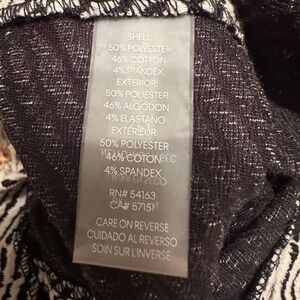 SHELL:
50% POLYESTER
46% COTTON
4% SPANDEX
EXTERIOR:
50% POLIESTER
46% ALGODON
4% ELASTANO
EXTÉRIEUR:
50% POLYESTER
46% COTON
4% SPANDEX
RN# 54163
CA# 57151
CARE ON REVERSE
CUIDADO AL REVERSO
SOIN SUR L'INVERSE